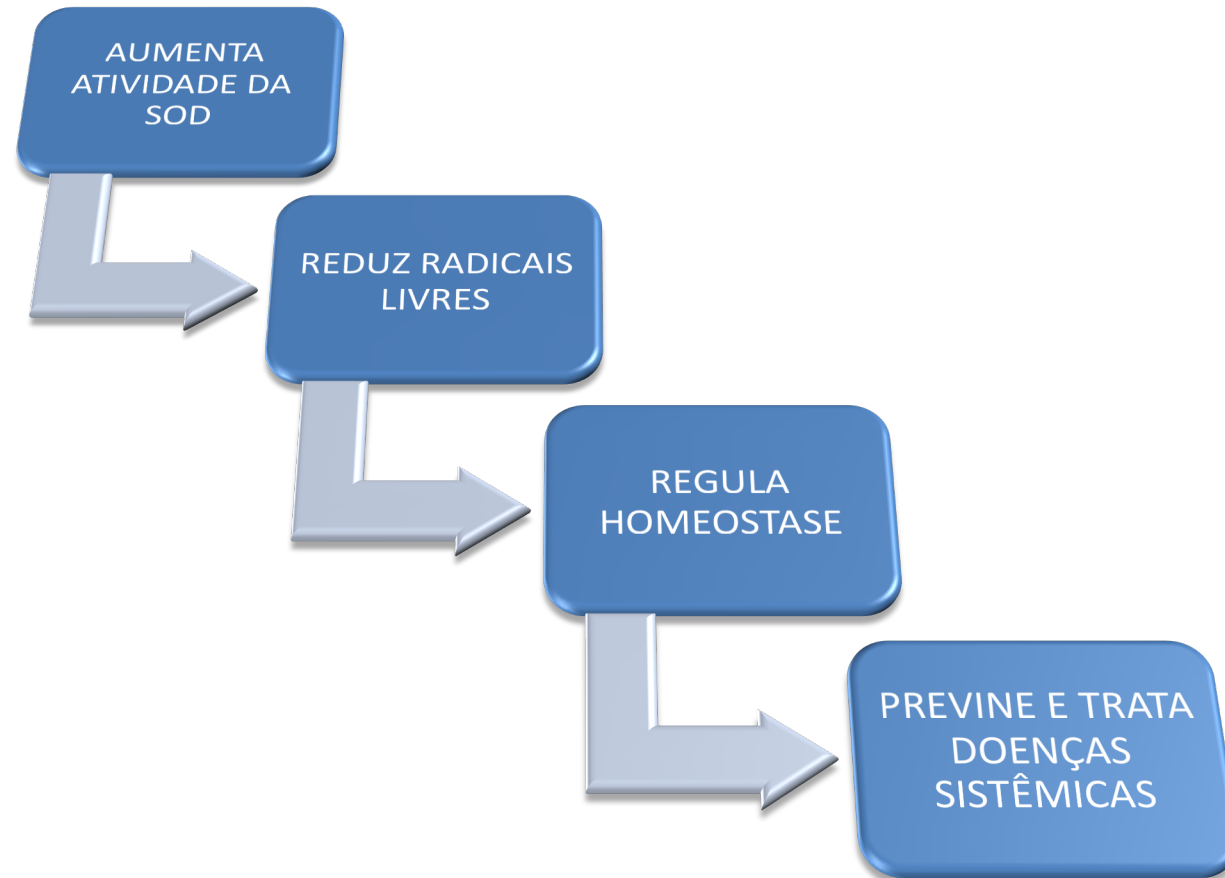 AUMENTA
ATIVIDADE DA
SOD
REDUZ RADICAIS
LIVRES
REGULA
HOMEOSTASE
PREVINE E TRATA
DOENÇAS
SISTÊMICAS